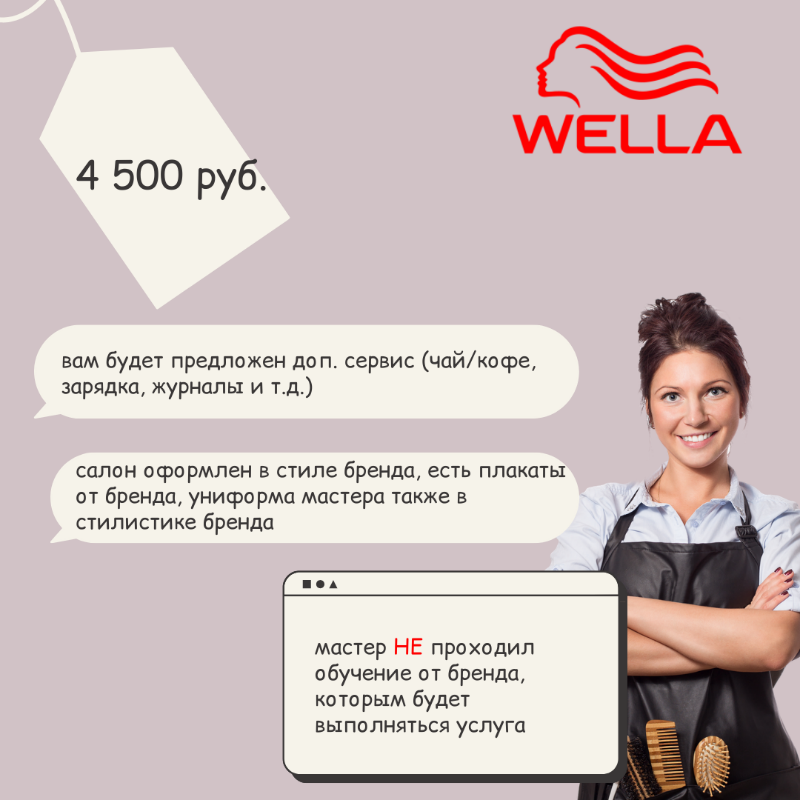 WELLA
4 500 руб.
вам будет предложен доп. сервис (чай/кофе,
зарядка, журналы и т.д.)
салон оформлен в стиле бренда, есть плакаты
от бренда, униформа мастера также в
стилистике бренда
мастер НЕ проходил
обучение от бренда,
которым будет
выполняться услуга